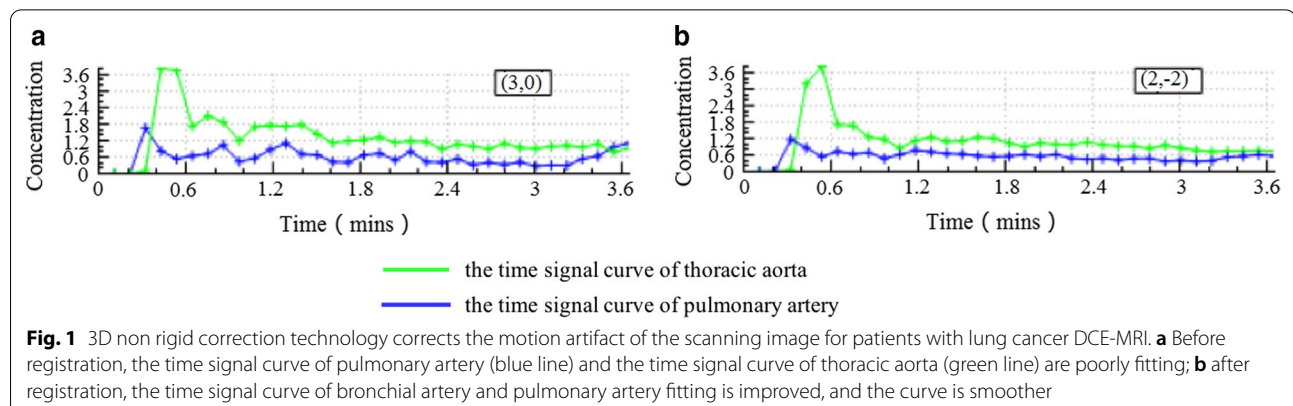 a
Concentration
3.6
3
2.4
1.8
1.2
0.6
0
(3,0)
0 0.6 1.2 1.8 2.4 3 3.6
Time ( mins )
b
Concentration
3.6
3
2.4
1.8
1.2
0.6
0
(2,-2)
0 0.6 1.2 1.8 2.4 3 3.6
Time ( mins )
the time signal curve of thoracic aorta
the time signal curve of pulmonary artery
Fig. 1 3D non rigid correction technology corrects the motion artifact of the scanning image for patients with lung cancer DCE-MRI. a Before
registration, the time signal curve of pulmonary artery (blue line) and the time signal curve of thoracic aorta (green line) are poorly fitting; b after
registration, the time signal curve of bronchial artery and pulmonary artery fitting is improved, and the curve is smoother